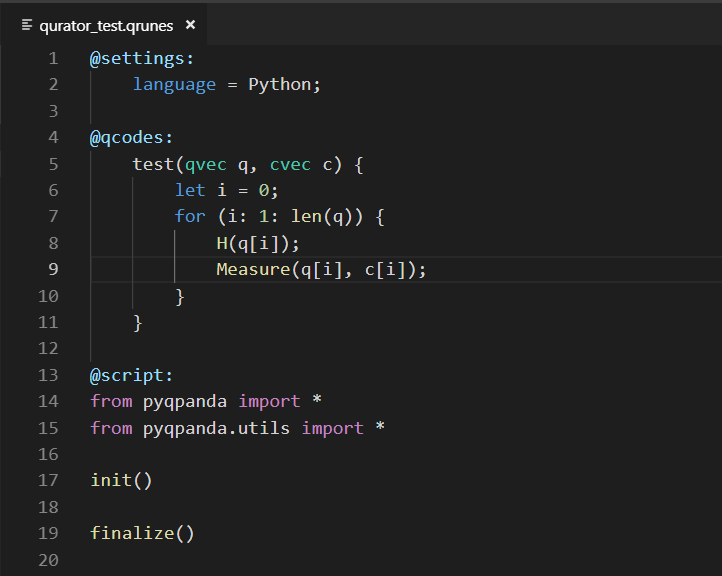 qurator_test.qrunes ×
1 @settings:
2     language = Python;
3
4 @qcodes:
5     test(qvec q, cvec c) {
6         let i = 0;
7         for (i: 1: len(q)) {
8             H(q[i]);
9             Measure(q[i], c[i]);
10         }
11     }
12
13 @script:
14 from pyqpanda import *
15 from pyqpanda.utils import *
16
17 init()
18
19 finalize()
20